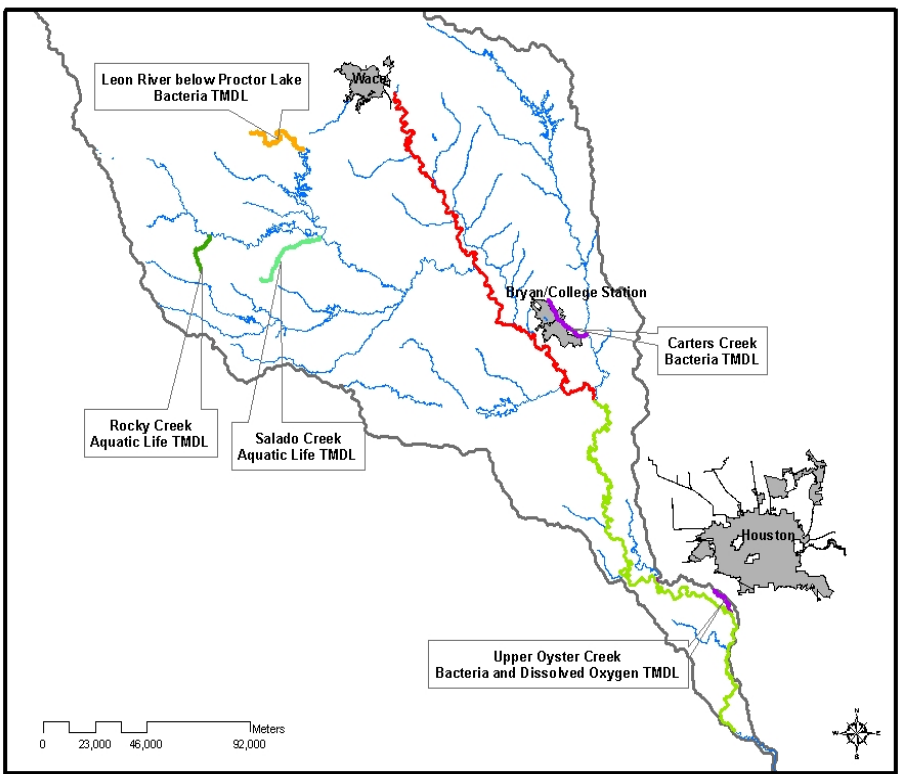 Leon River below Proctor Lake
Bacteria TMDL
Waco
Bryan/College Station
Carters Creek
Bacteria TMDL
Rocky Creek
Aquatic Life TMDL
Salado Creek
Aquatic Life TMDL
Houston
Upper Oyster Creek
Bacteria and Dissolved Oxygen TMDL
Meters
0 23,000 46,000 92,000
N
W E
S